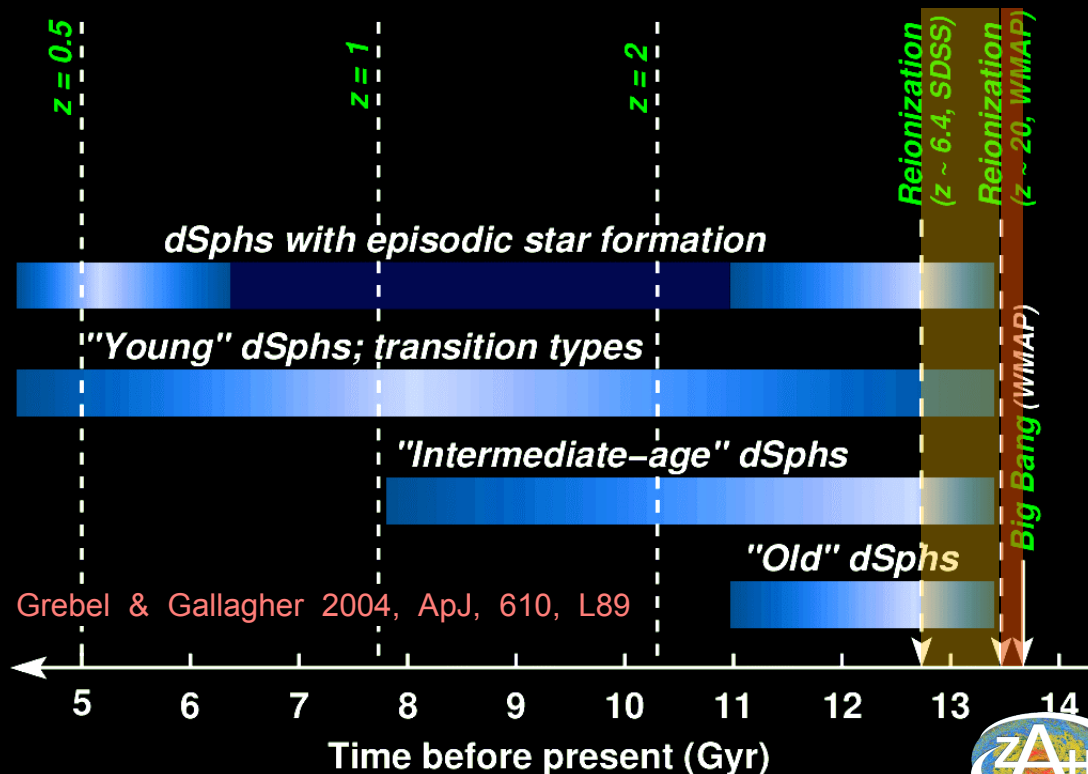 z = 0.5
z = 1
z = 2
Reionization
(z ~ 6.4, SDSS)
Reionization
(z ~ 20, WMAP)
dSphs with episodic star formation
"Young" dSphs; transition types
"Intermediate–age" dSphs
Big Bang (WMAP)
"Old" dSphs
Grebel & Gallagher 2004, ApJ, 610, L89
5 6 7 8 9 10 11 12 13 14
Time before present (Gyr)
zA+